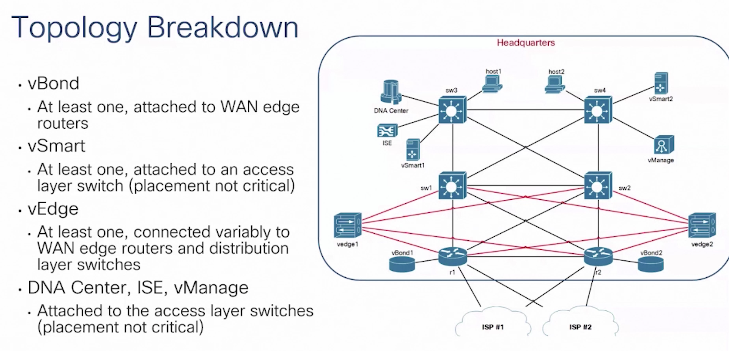 Topology Breakdown
• vBond
• At least one, attached to WAN edge
routers
• vSmart
• At least one, attached to an access
layer switch (placement not critical)
• vEdge
• At least one, connected variably to
WAN edge routers and distribution
layer switches
• DNA Center, ISE, vManage
• Attached to the access layer switches
(placement not critical)
Headquarters
host1
host2
sw3
sw4
DNA Center
vSmart2
ISE
vSmart1
vManage
sw1
sw2
vedge1
vedge2
vBond1
vBond2
r1
r2
ISP #1
ISP #2